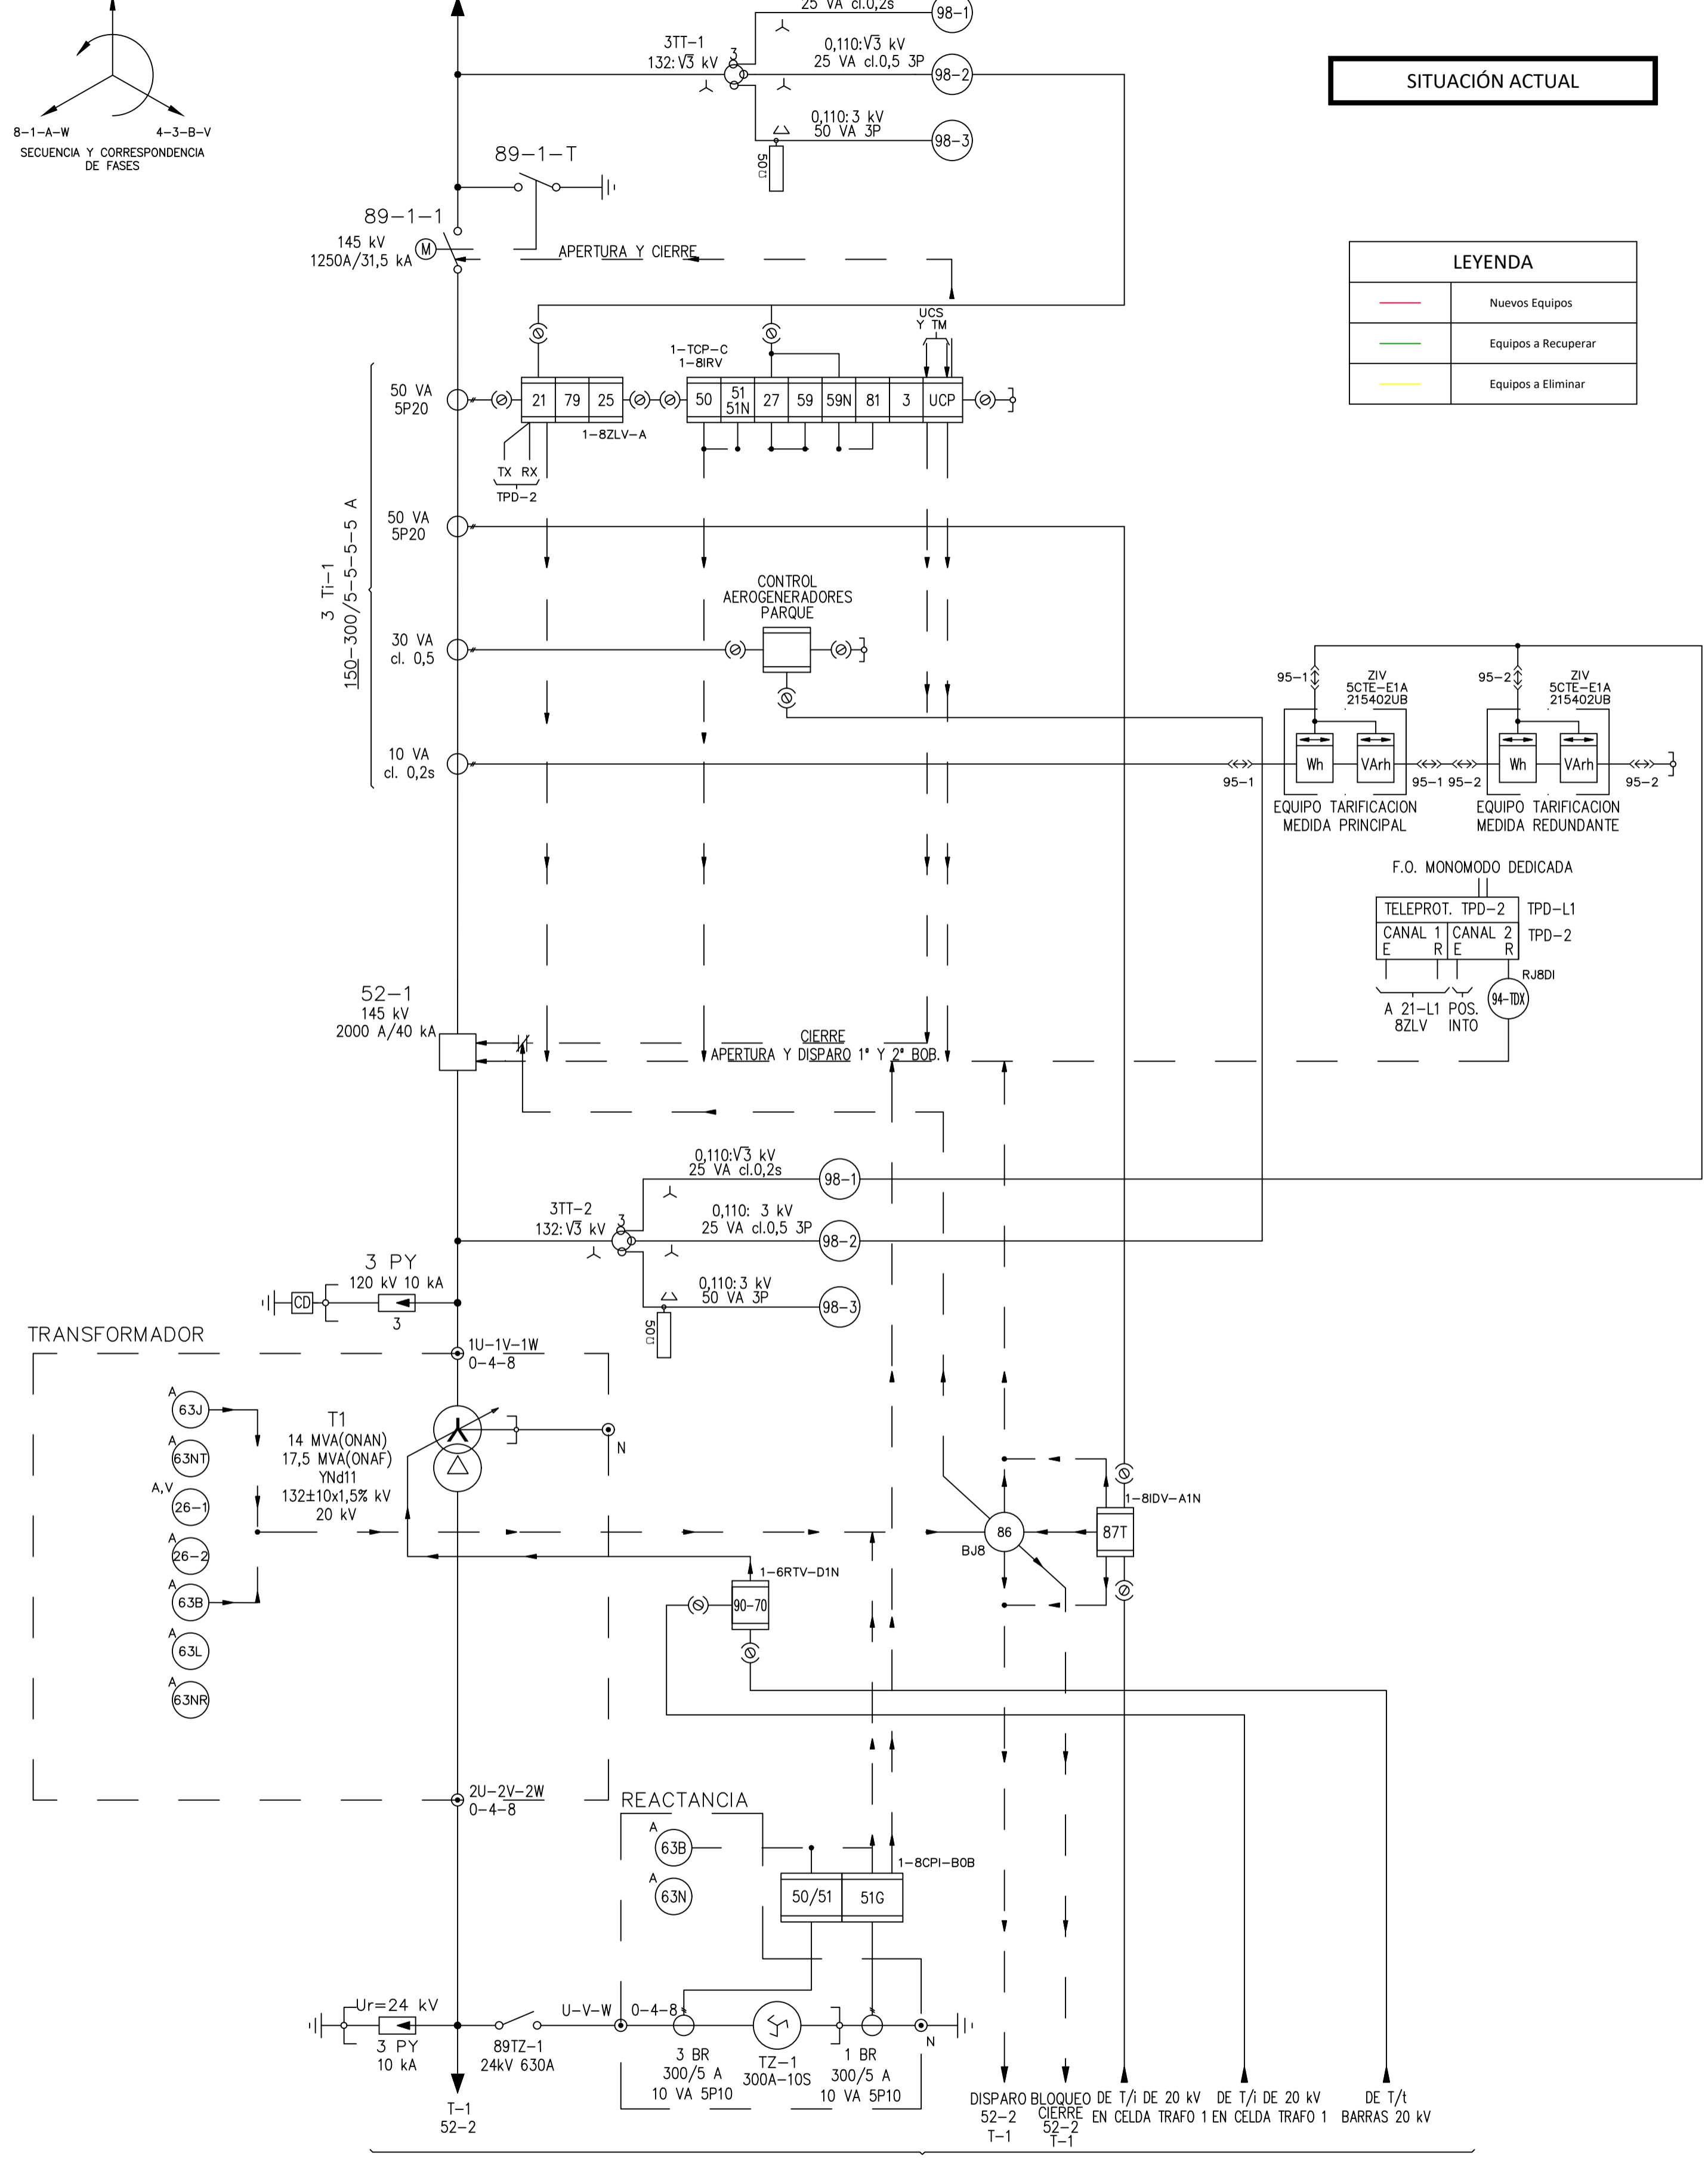 25 VA cl.0,2s
98-1
3TT-1
132:√3 kV
3
0,110:√3 kV
25 VA cl.0,5 3P
98-2
0,110:3 kV
50 VA 3P
98-3
50Ω
SITUACIÓN ACTUAL
8-1-A-W
4-3-B-V
SECUENCIA Y CORRESPONDENCIA
DE FASES
89-1-T
89-1-1
145 kV
1250A/31,5 kA
M
APERTURA Y CIERRE
LEYENDA
Nuevos Equipos
Equipos a Recuperar
Equipos a Eliminar
UCS
Y TM
1-TCP-C
1-8IRV
50 VA
5P20
21
79
25
50
51
51N
27
59
59N
81
3
UCP
1-8ZLV-A
TX RX
TPD-2
50 VA
5P20
3 Ti-1
150-300/5-5-5-5-5 A
CONTROL
AEROGENERADORES
PARQUE
30 VA
cl. 0,5
10 VA
cl. 0,2s
95-1
ZIV
5CTE-E1A
215402UB
95-2
ZIV
5CTE-E1A
215402UB
Wh
VArh
Wh
VArh
95-1
95-1
95-2
95-2
EQUIPO TARIFICACION
MEDIDA PRINCIPAL
EQUIPO TARIFICACION
MEDIDA REDUNDANTE
F.O. MONOMODO DEDICADA
TELEPROT. TPD-2
TPD-L1
CANAL 1
CANAL 2
TPD-2
E R
E R
RJ8DI
94-TDX
A 21-L1
8ZLV
POS.
INTO
52-1
145 kV
2000 A/40 kA
CIERRE
APERTURA Y DISPARO 1ª Y 2ª BOB.
0,110:√3 kV
25 VA cl.0,2s
98-1
3TT-2
132:√3 kV
3
0,110: 3 kV
25 VA cl.0,5 3P
98-2
0,110:3 kV
50 VA 3P
98-3
3 PY
120 kV 10 kA
CD
3
TRANSFORMADOR
1U-1V-1W
0-4-8
A
63J
A
63NT
A,V
26-1
A
26-2
A
63B
A
63L
A
63NR
T1
14 MVA(ONAN)
17,5 MVA(ONAF)
YNd11
132±10x1,5% kV
20 kV
N
1-8IDV-A1N
86
BJ8
87T
1-6RTV-D1N
90-70
2U-2V-2W
0-4-8
REACTANCIA
A
63B
A
63N
1-8CPI-B0B
50/51
51G
Ur=24 kV
3 PY
10 kA
89TZ-1
24kV 630A
U-V-W
0-4-8
3 BR
300/5 A
10 VA 5P10
TZ-1
300A-10S
1 BR
300/5 A
10 VA 5P10
N
T-1
52-2
DISPARO
52-2
T-1
BLOQUEO
CIERRE
52-2
T-1
DE T/i DE 20 kV
EN CELDA TRAFO 1
DE T/i DE 20 kV
EN CELDA TRAFO 1
DE T/t
BARRAS 20 kV